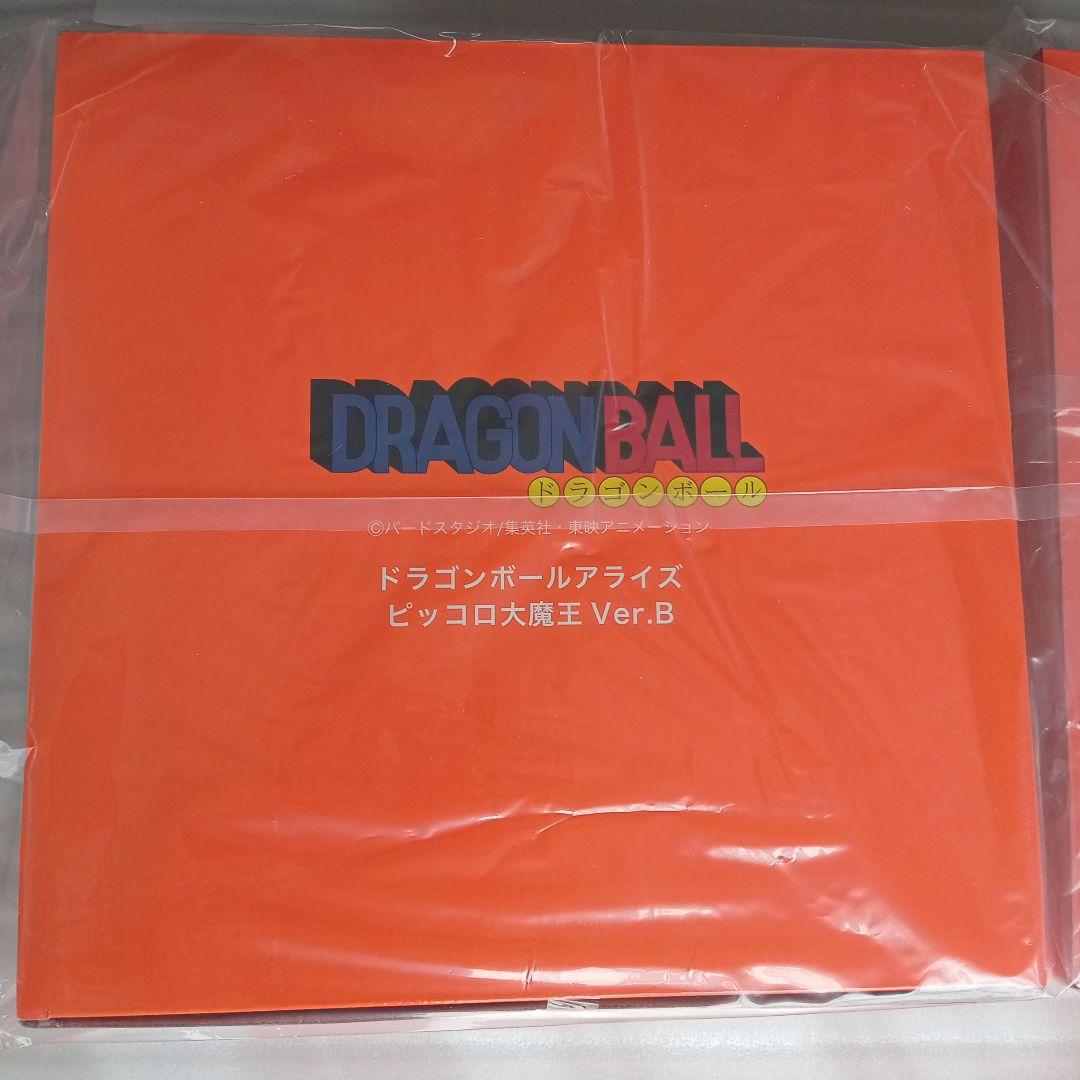 DRAGON BALL
ドラゴンボール
©バードスタジオ/集英社・東映アニメーション
ドラゴンボールアライズ
ピッコロ大魔王 Ver.B